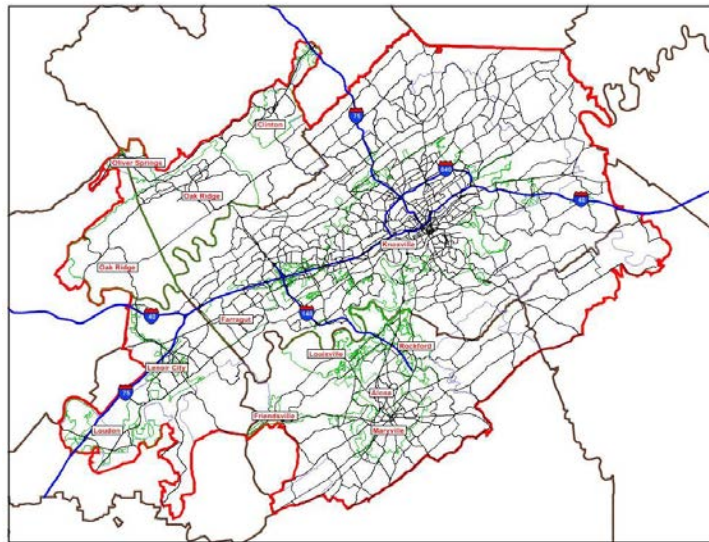 75
Clinton
Oliver Springs
640
Oak Ridge
40
Knoxville
Oak Ridge
40
140
Farragut
Rockford
Louisville
Lenoir City
75
Alcoa
Friendsville
Loudon
Maryville